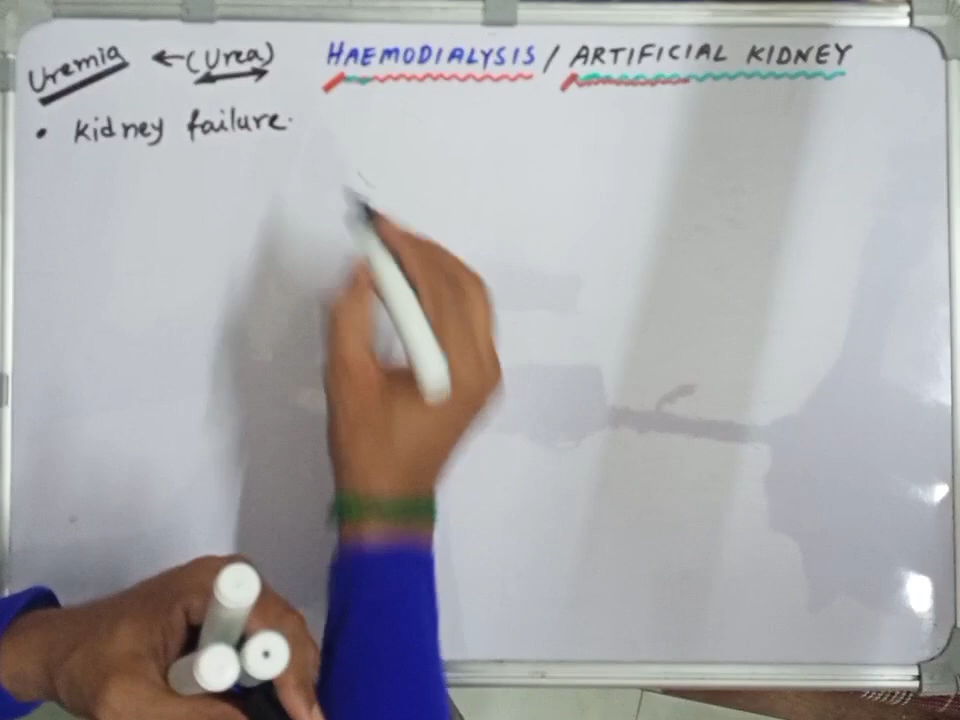 Uremia ← (Urea)
HAEMODIALYSIS / ARTIFICIAL KIDNEY
• Kidney failure.